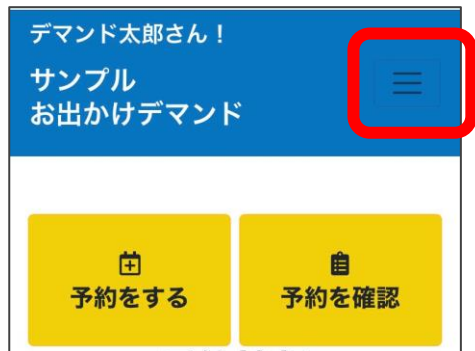 デマンド太郎さん！
サンプル
お出かけデマンド
予約をする
予約を確認